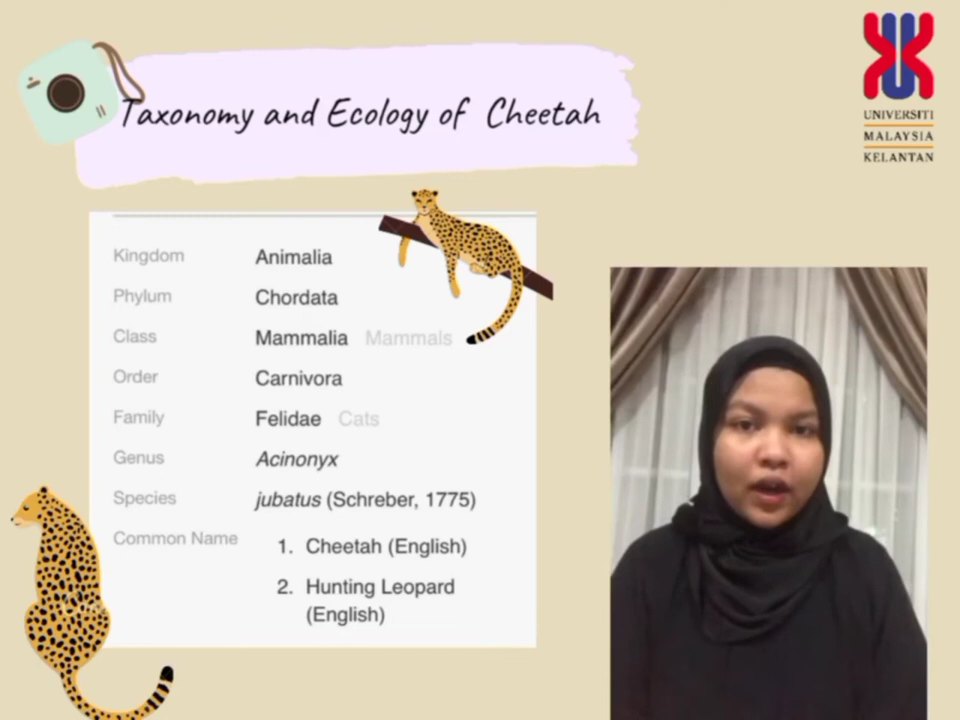 Taxonomy and Ecology of Cheetah
UNIVERSITI
MALAYSIA
KELANTAN
Kingdom Animalia
Phylum Chordata
Class Mammalia Mammals
Order Carnivora
Family Felidae Cats
Genus Acinonyx
Species jubatus (Schreber, 1775)
Common Name
1. Cheetah (English)
2. Hunting Leopard
(English)